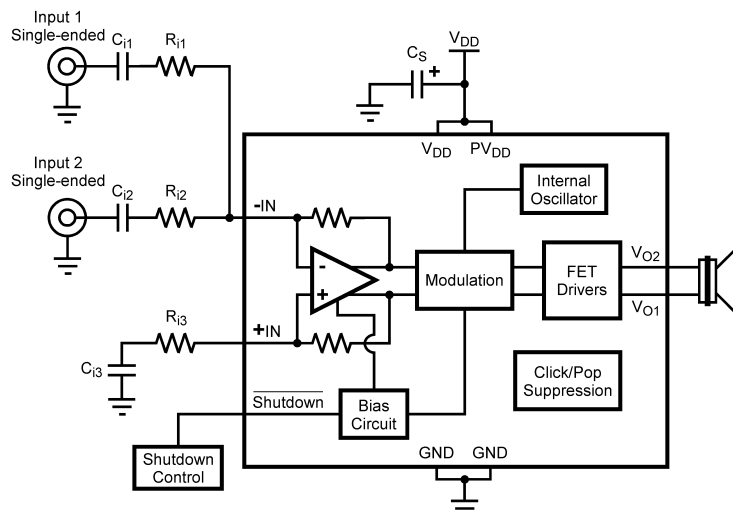 Input 1
Single-ended
Ci1
Ri1
VDD
CS
+
VDD
PVDD
Input 2
Single-ended
Ci2
Ri2
-IN
Internal
Oscillator
-
+
Modulation
FET
Drivers
VO2
VO1
Ri3
+IN
Ci3
Shutdown
Bias
Circuit
Click/Pop
Suppression
Shutdown
Control
GND
GND